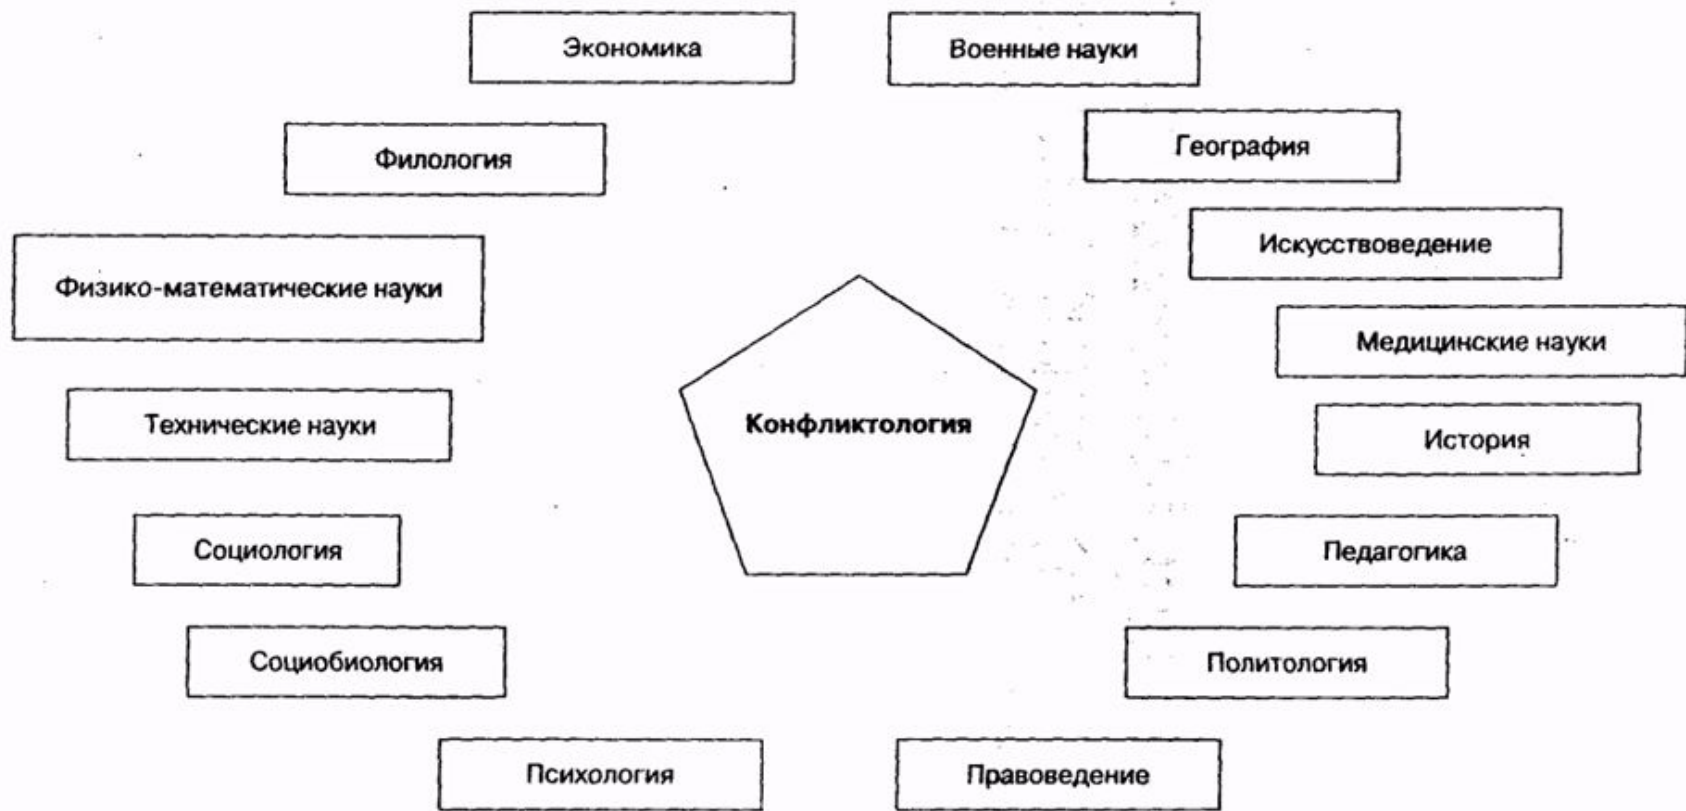 Экономика
Военные науки
Филология
География
Искусствоведение
Физико-математические науки
Медицинские науки
Технические науки
Конфликтология
История
Социология
Педагогика
Социобиология
Политология
Психология
Правоведение